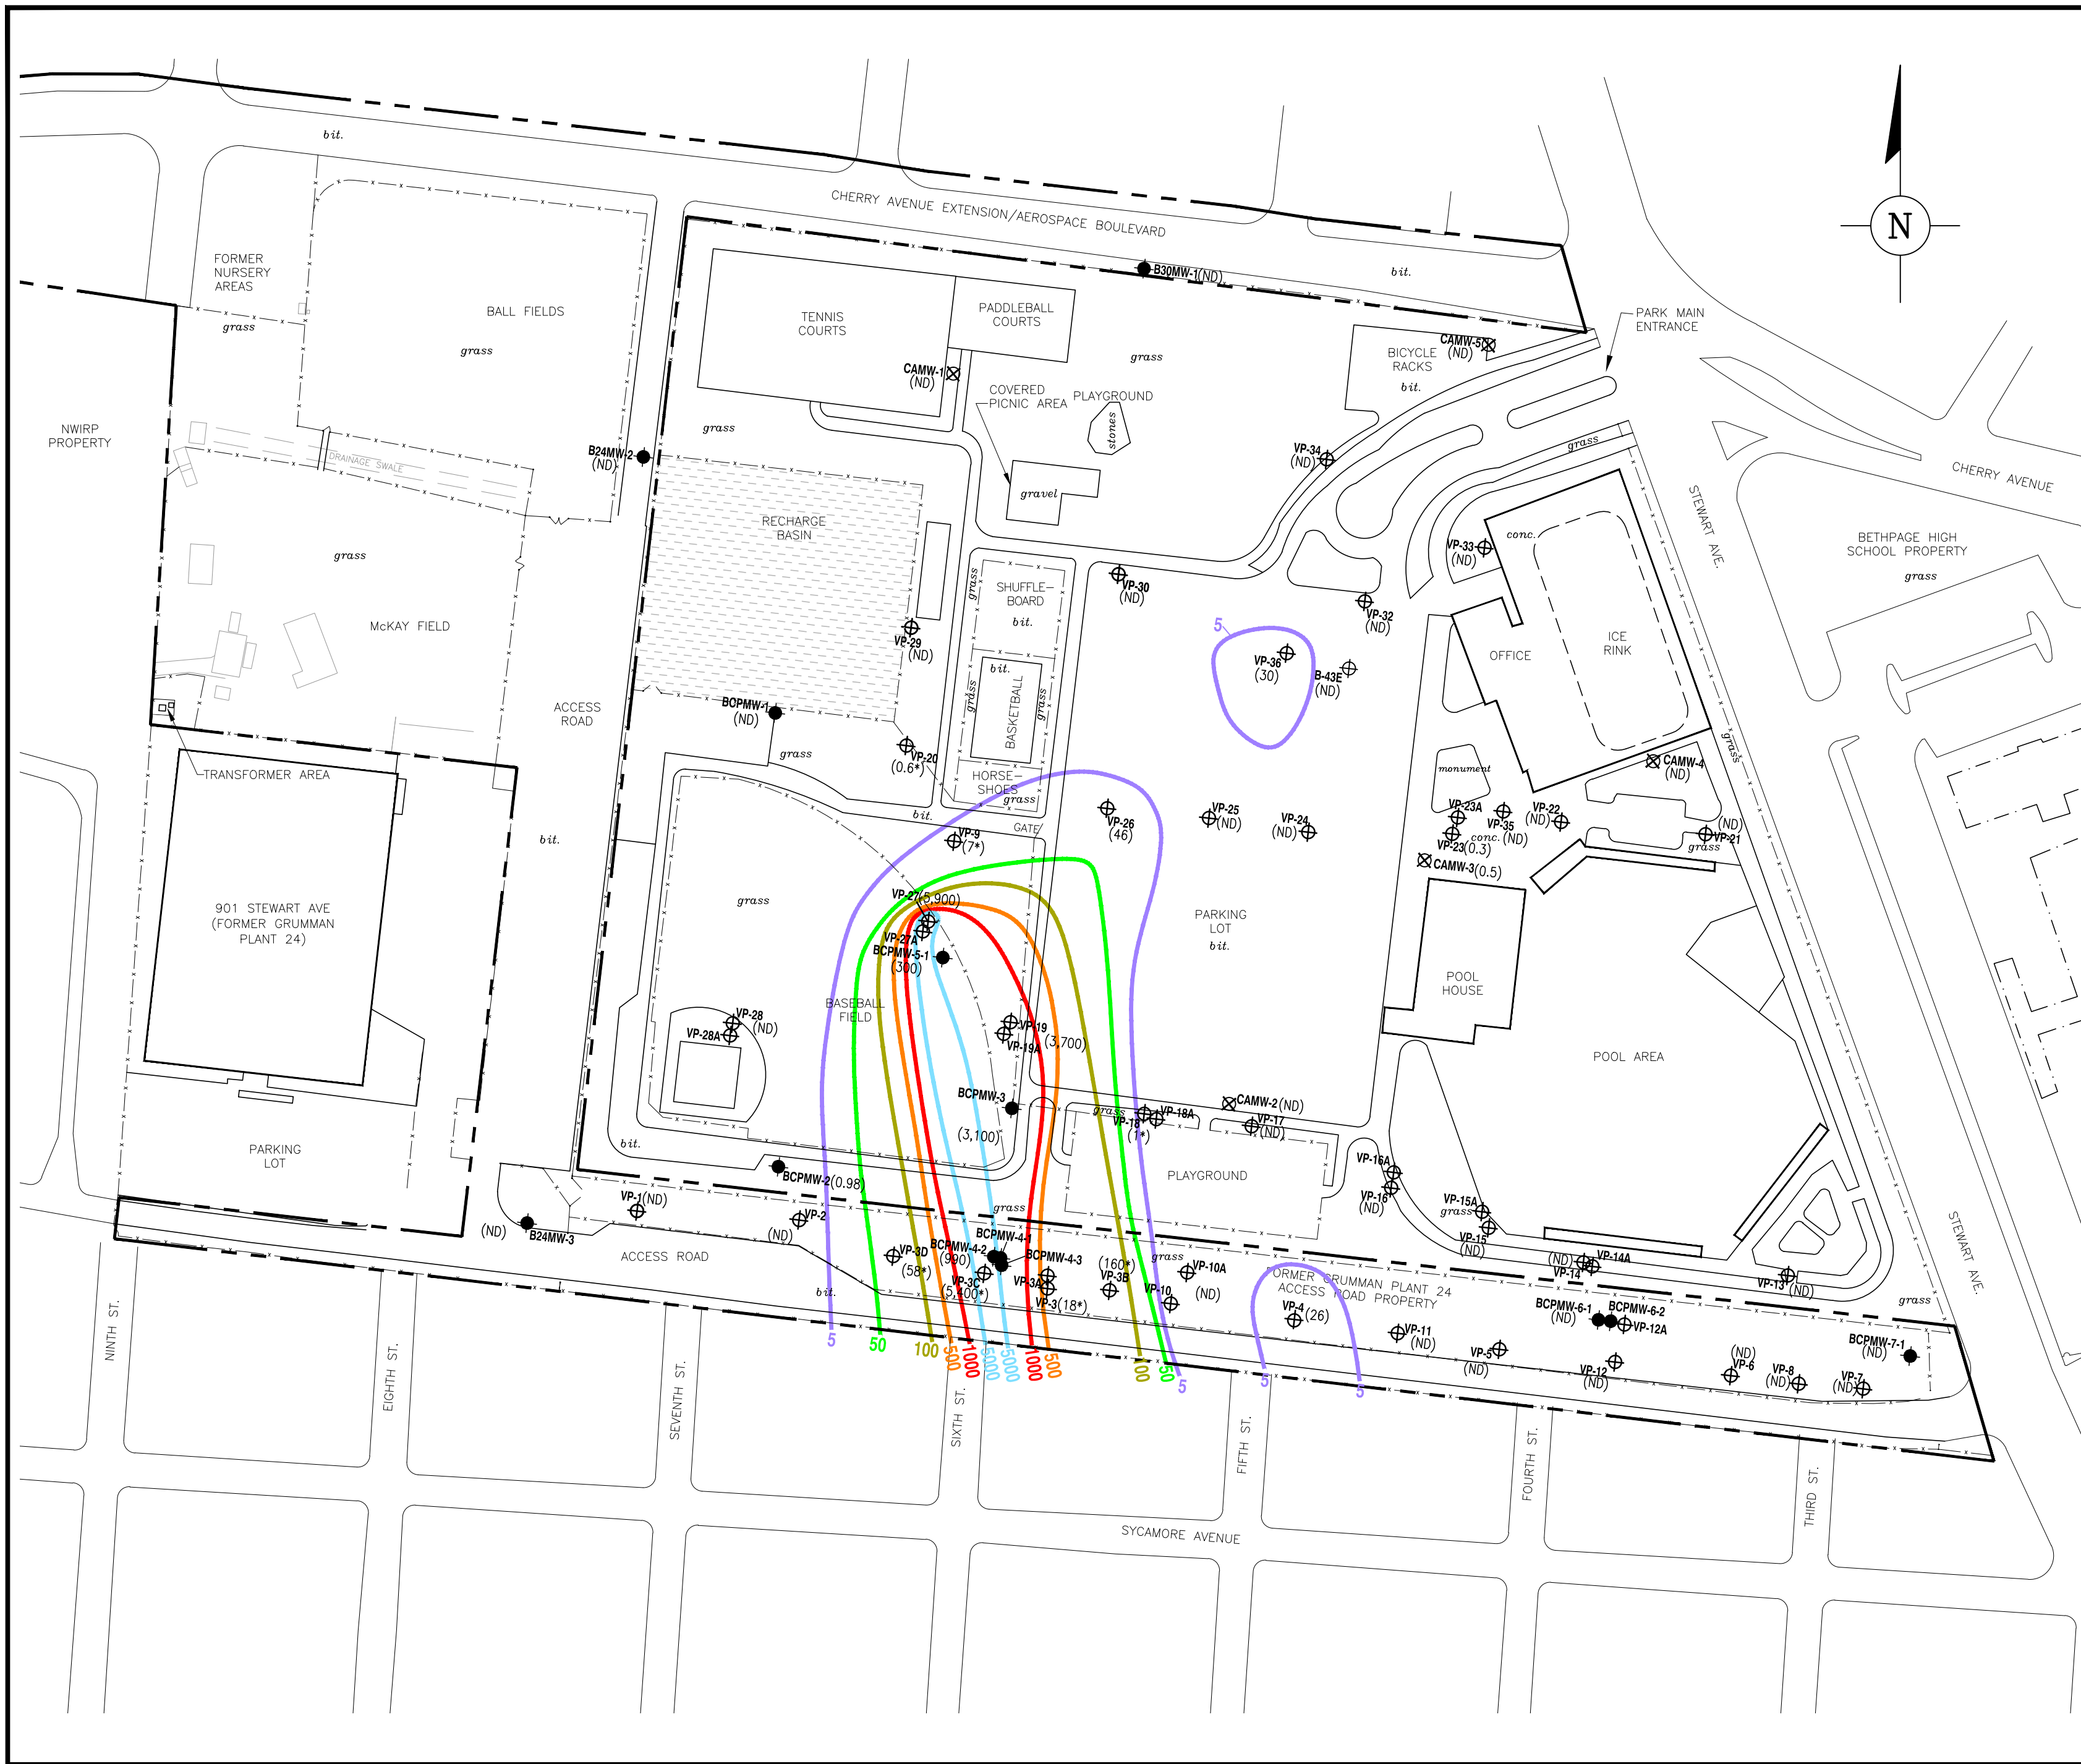 bit.
CHERRY AVENUE EXTENSION/AEROSPACE BOULEVARD
N
FORMER
NURSERY
AREAS
grass
BALL FIELDS
grass
TENNIS
COURTS
PADDLEBALL
COURTS
B30MW-1(ND)
bit.
PARK MAIN
ENTRANCE
grass
CAMW-5
(ND)
BICYCLE
RACKS
bit.
CAMW-1
(ND)
COVERED
PICNIC AREA
PLAYGROUND
stones
NWIRP
PROPERTY
grass
B24MW-2
(ND)
DRAINAGE SWALE
VP-34
(ND)
grass
CHERRY AVENUE
STEWART AVE.
gravel
RECHARGE
BASIN
grass
conc.
VP-33
(ND)
BETHPAGE HIGH
SCHOOL PROPERTY
grass
grass
SHUFFLE-
BOARD
bit.
VP-30
(ND)
VP-32
(ND)
McKAY FIELD
VP-29
(ND)
5
VP-36
(30)
B-43E
(ND)
OFFICE
ICE
RINK
bit.
grass
BASKETBALL
grass
ACCESS
ROAD
BCPMW-1
(ND)
grass
VP-20
(0.6*)
HORSE-
SHOES
grass
TRANSFORMER AREA
monument
CAMW-4
(ND)
grass
bit.
bit.
GATE
VP-9
(7*)
VP-26
(46)
VP-25
(ND)
VP-24
(ND)
VP-23A
VP-35
(ND)
conc.
VP-23(0.3)
VP-22
(ND)
(ND)
VP-21
grass
CAMW-3(0.5)
901 STEWART AVE
(FORMER GRUMMAN
PLANT 24)
grass
VP-27(5,900)
VP-27A
BCPMW-5-1
(300)
PARKING
LOT
bit.
POOL
HOUSE
BASEBALL
FIELD
VP-28
(ND)
VP-28A
VP-19
VP-19A
(3,700)
POOL AREA
BCPMW-3
(3,100)
grass
VP-18
(1*)
VP-18A
CAMW-2(ND)
VP-17
(ND)
PARKING
LOT
bit.
BCPMW-2(0.98)
PLAYGROUND
VP-16A
VP-16
(ND)
VP-15A
grass
VP-15
(ND)
VP-1(ND)
VP-2
(ND)
grass
(ND)
B24MW-3
ACCESS ROAD
bit.
VP-3D
(58*)
BCPMW-4-1
BCPMW-4-2
(990)
BCPMW-4-3
VP-3C
(5,400*)
VP-3A
VP-3(18*)
(160*)
VP-3B
grass
VP-10A
(ND)
VP-10
FORMER GRUMMAN PLANT 24
ACCESS ROAD PROPERTY
VP-4
(26)
VP-11
(ND)
VP-5
(ND)
(ND)
VP-14A
VP-14
VP-13
(ND)
BCPMW-6-1
(ND)
BCPMW-6-2
VP-12A
VP-12
(ND)
(ND)
VP-6
VP-8
(ND)
VP-7
(ND)
BCPMW-7-1
(ND)
grass
STEWART AVE.
5
50
100
500
1000
5000
5000
1000
500
100
50
5
5
5
NINTH ST.
EIGHTH ST.
SEVENTH ST.
SIXTH ST.
FIFTH ST.
FOURTH ST.
THIRD ST.
SYCAMORE AVENUE